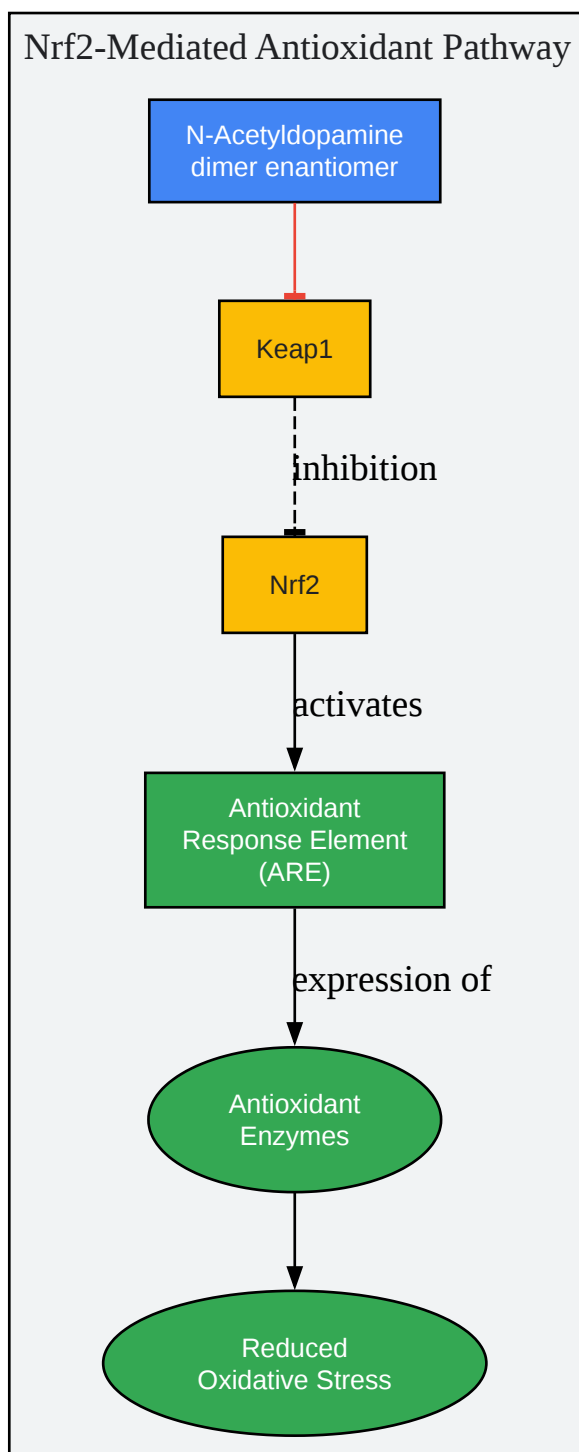 Nrf2-Mediated Antioxidant Pathway
N-Acetyldopamine
dimer enantiomer
Keap1
inhibition
Nrf2
activates
Antioxidant
Response Element
(ARE)
expression of
Antioxidant
Enzymes
Reduced
Oxidative Stress